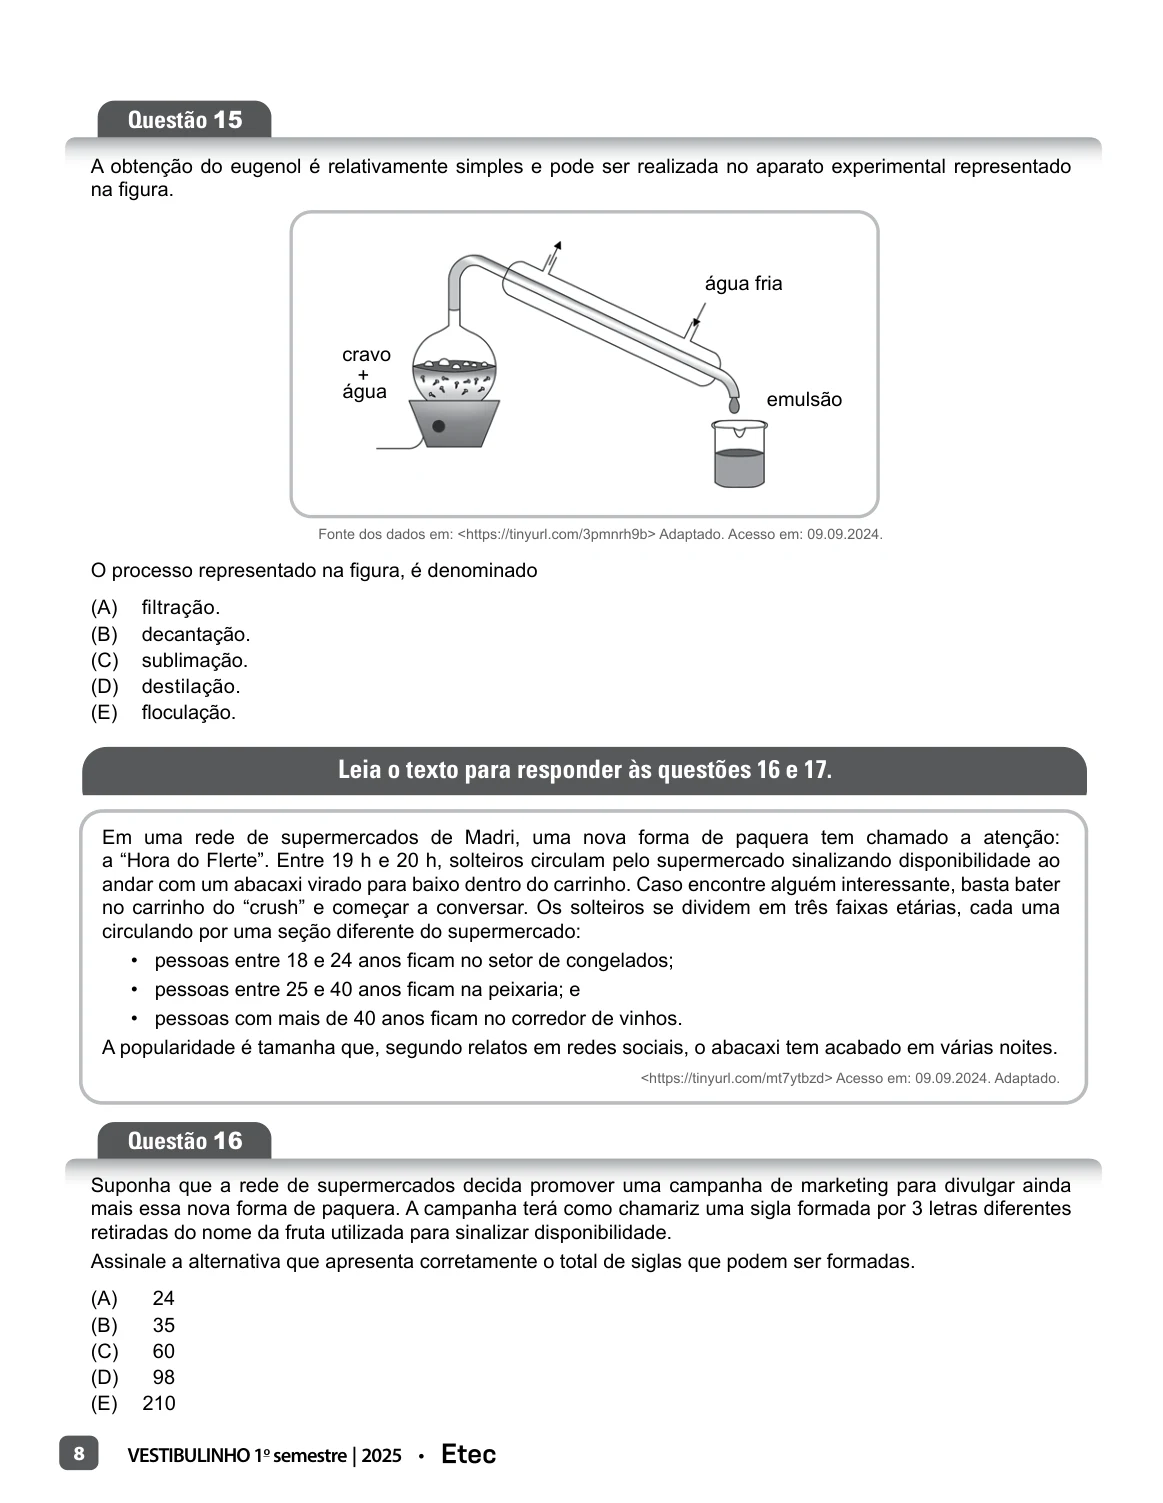 Questão 15
A obtenção do eugenol é relativamente simples e pode ser realizada no aparato experimental representado
na figura.
água fria
cravo
+
água
emulsão
Fonte dos dados em: <https://tinyurl.com/3pmnrh9b> Adaptado. Acesso em: 09.09.2024.
O processo representado na figura, é denominado
(A) filtração.
(B) decantação.
(C) sublimação.
(D) destilação.
(E) floculação.
Leia o texto para responder às questões 16 e 17.
Em uma rede de supermercados de Madri, uma nova forma de paquera tem chamado a atenção:
a “Hora do Flerte”. Entre 19 h e 20 h, solteiros circulam pelo supermercado sinalizando disponibilidade ao
andar com um abacaxi virado para baixo dentro do carrinho. Caso encontre alguém interessante, basta bater
no carrinho do “crush” e começar a conversar. Os solteiros se dividem em três faixas etárias, cada uma
circulando por uma seção diferente do supermercado:
• pessoas entre 18 e 24 anos ficam no setor de congelados;
• pessoas entre 25 e 40 anos ficam na peixaria; e
• pessoas com mais de 40 anos ficam no corredor de vinhos.
A popularidade é tamanha que, segundo relatos em redes sociais, o abacaxi tem acabado em várias noites.
<https://tinyurl.com/mt7ytbzd> Acesso em: 09.09.2024. Adaptado.
Questão 16
Suponha que a rede de supermercados decida promover uma campanha de marketing para divulgar ainda
mais essa nova forma de paquera. A campanha terá como chamariz uma sigla formada por 3 letras diferentes
retiradas do nome da fruta utilizada para sinalizar disponibilidade.
Assinale a alternativa que apresenta corretamente o total de siglas que podem ser formadas.
(A) 24
(B) 35
(C) 60
(D) 98
(E) 210
8 VESTIBULINHO 1º semestre | 2025 • Etec